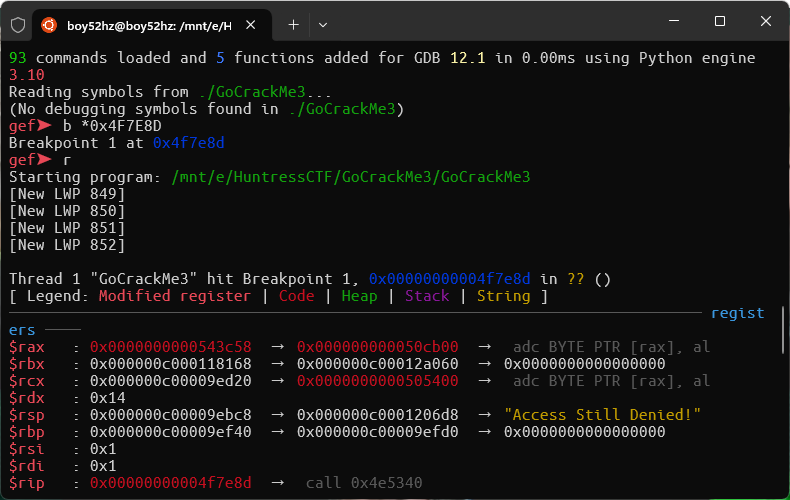 boy52hz@boy52hz: /mnt/e/H
93 commands loaded and 5 functions added for GDB 12.1 in 0.00ms using Python engine
3.10
Reading symbols from ./GoCrackMe3...
(No debugging symbols found in ./GoCrackMe3)
gef➤ b *0x4F7E8D
Breakpoint 1 at 0x4f7e8d
gef➤ r
Starting program: /mnt/e/HuntressCTF/GoCrackMe3/GoCrackMe3
[New LWP 849]
[New LWP 850]
[New LWP 851]
[New LWP 852]
Thread 1 "GoCrackMe3" hit Breakpoint 1, 0x00000000004f7e8d in ?? ()
[ Legend: Modified register | Code | Heap | Stack | String ]
──────────────────────────────────────────────────────────────────────────── regist
ers ────
$rax   : 0x0000000000543c58  →  0x000000000050cb00  →   adc BYTE PTR [rax], al
$rbx   : 0x000000c000118168  →  0x000000c00012a060  →  0x0000000000000000
$rcx   : 0x000000c00009ed20  →  0x0000000000505400  →   adc BYTE PTR [rax], al
$rdx   : 0x14
$rsp   : 0x000000c00009ebc8  →  0x000000c0001206d8  →  "Access Still Denied!"
$rbp   : 0x000000c00009ef40  →  0x000000c00009efd0  →  0x0000000000000000
$rsi   : 0x1
$rdi   : 0x1
$rip   : 0x00000000004f7e8d  →   call 0x4e5340